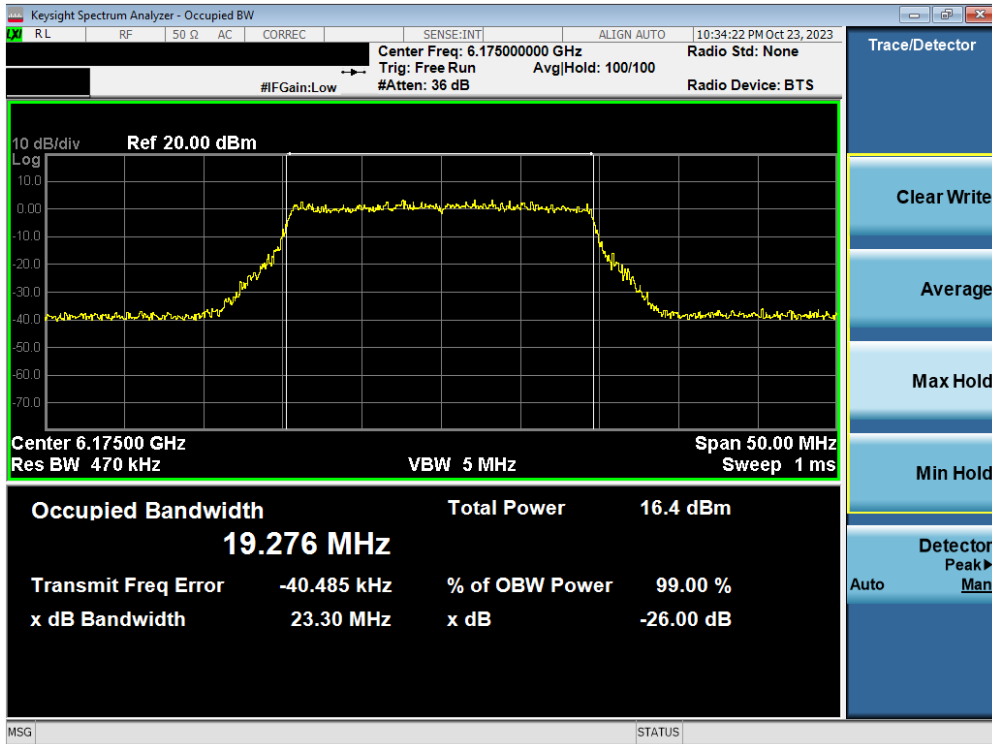 Keysight Spectrum Analyzer - Occupied BW
LXI RL RF 50 Ω AC CORREC SENSE:INT ALIGN AUTO 10:34:22 PM Oct 23, 2023
Center Freq: 6.175000000 GHz Radio Std: None
Trig: Free Run Avg|Hold: 100/100
#IFGain:Low #Atten: 36 dB Radio Device: BTS
Trace/Detector
10 dB/div Ref 20.00 dBm
Log
10.0
0.00
-10.0
-20.0
-30.0
-40.0
-50.0
-60.0
-70.0
Center 6.17500 GHz Span 50.00 MHz
Res BW 470 kHz VBW 5 MHz Sweep 1 ms
Occupied Bandwidth Total Power 16.4 dBm
19.276 MHz
Transmit Freq Error -40.485 kHz % of OBW Power 99.00 %
x dB Bandwidth 23.30 MHz x dB -26.00 dB
Clear Write
Average
Max Hold
Min Hold
Detector
Peak▶
Auto Man
MSG STATUS